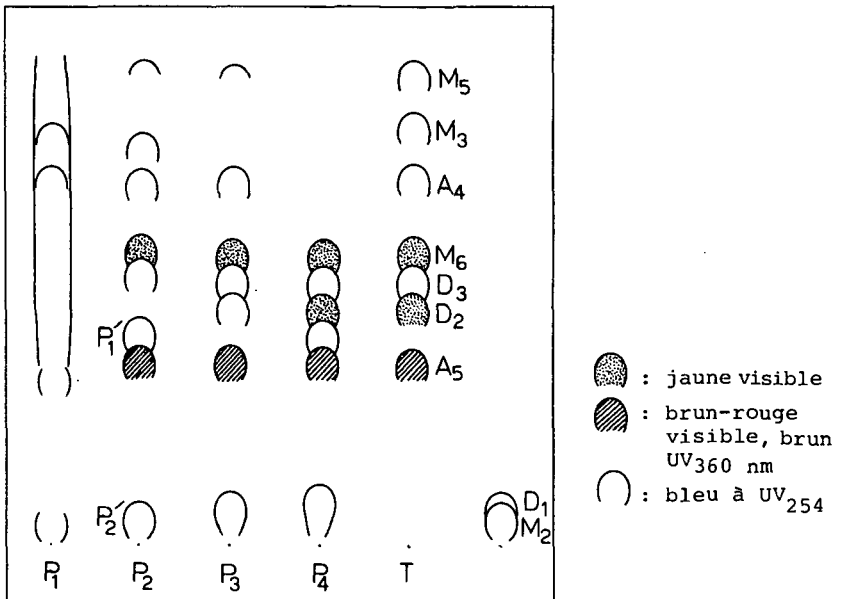 M₅
M₃
A₄
M₆
D₃
D₂
P₁′
A₅
P₂′
D₁
M₂
P₁ P₂ P₃ P₄ T
: jaune visible
: brun-rouge
visible, brun
UV₃₆₀ nm
: bleu à UV₂₅₄